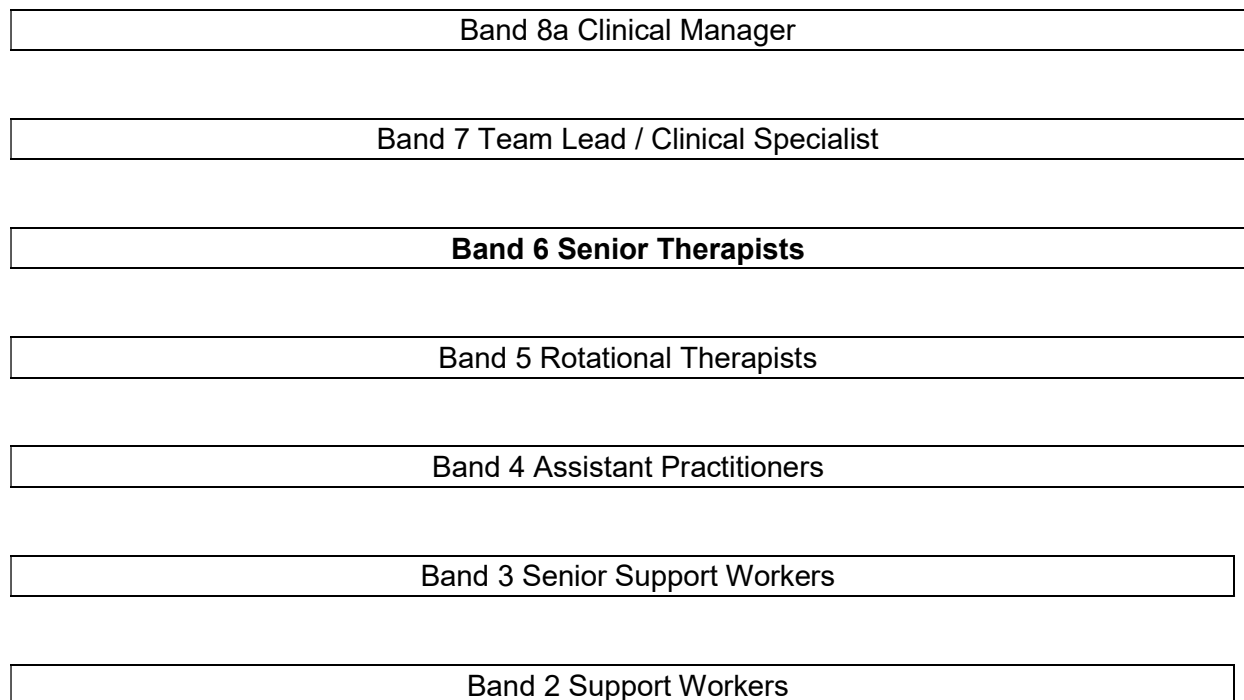 Band 8a Clinical Manager
Band 7 Team Lead / Clinical Specialist
Band 6 Senior Therapists
Band 5 Rotational Therapists
Band 4 Assistant Practitioners
Band 3 Senior Support Workers
Band 2 Support Workers